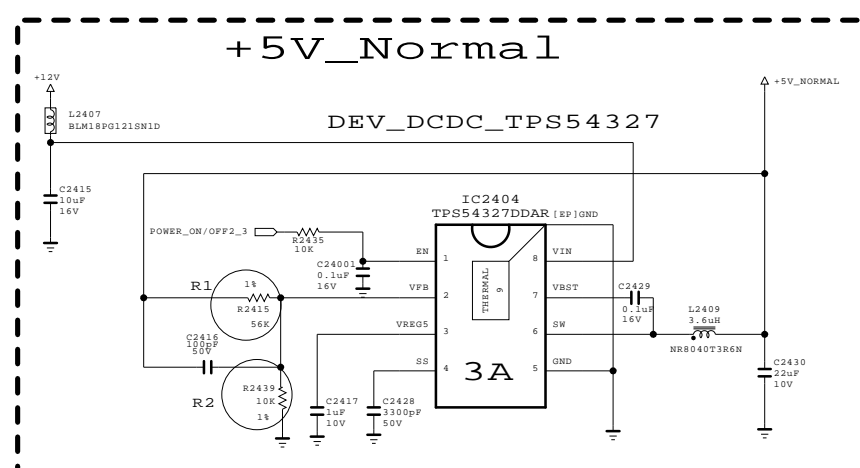 +5V_Normal
+12V
+5V_NORMAL
L2407
BLM18PG121SN1D
DEV_DCDC_TPS54327
C2415
10uF
16V
IC2404
TPS54327DDAR
[EP]GND
POWER_ON/OFF2_3
R2435
10K
C24001
0.1uF
16V
EN
1
VFB
2
VREG5
3
SS
4
THERMAL
9
3A
8
VIN
7
VBST
6
SW
5
GND
C2429
0.1uF
16V
L2409
3.6uH
NR8040T3R6N
R1
1%
R2415
56K
C2416
100pF
50V
R2
R2439
10K
1%
C2417
1uF
10V
C2428
3300pF
50V
C2430
22uF
10V